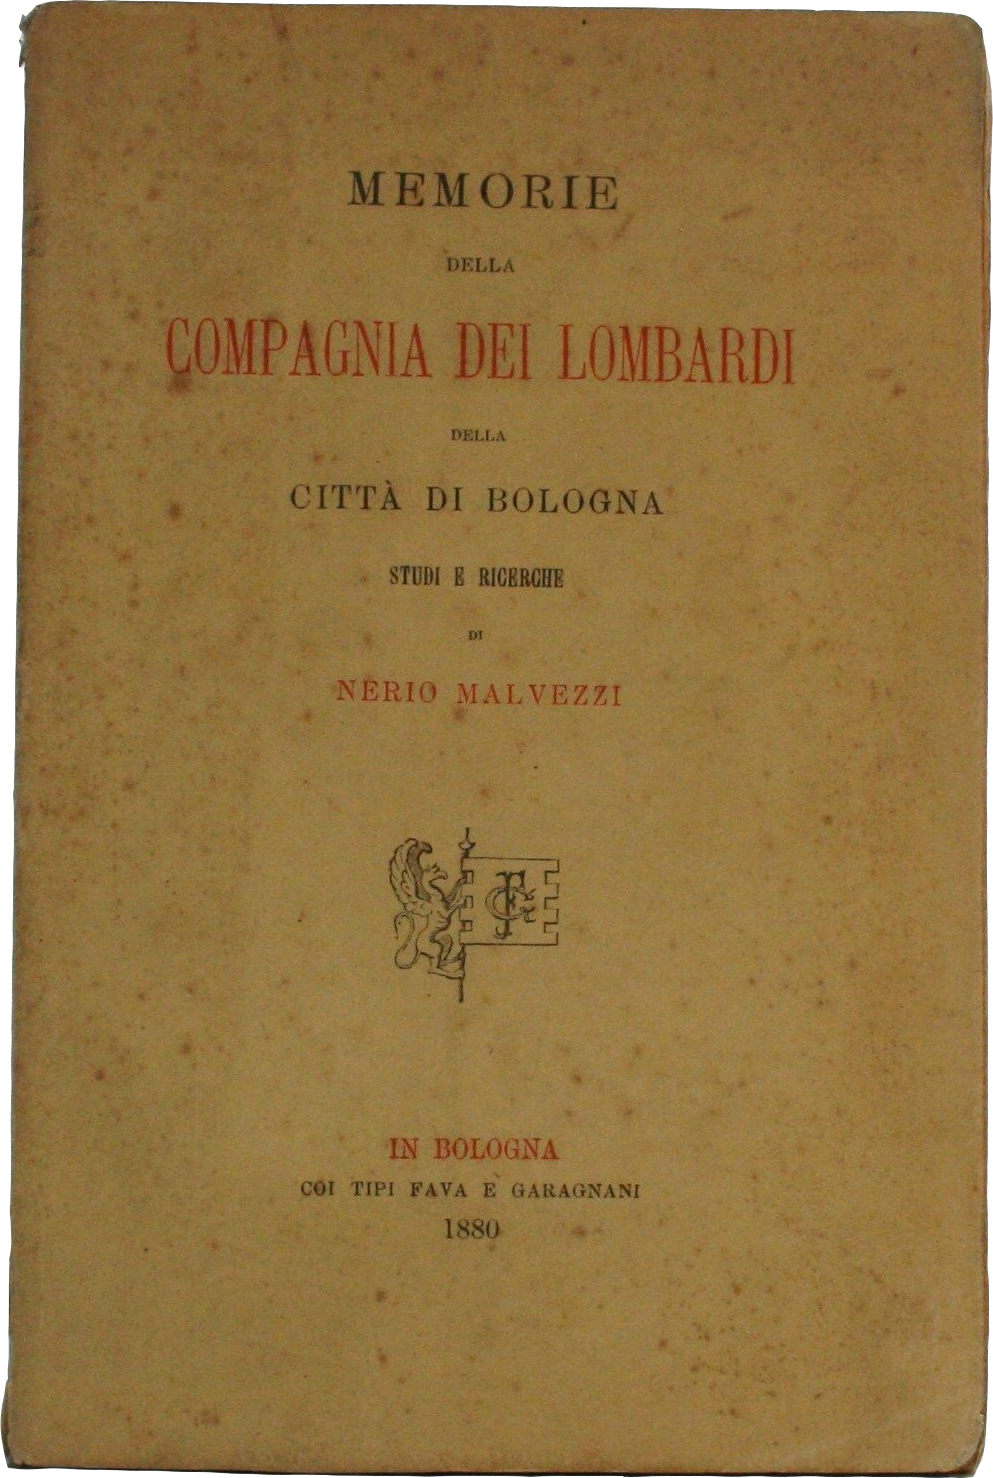 MEMORIE
DELLA
COMPAGNIA DEI LOMBARDI
DELLA
CITTÀ DI BOLOGNA
STUDI E RICERCHE
DI
NERIO MALVEZZI
IN BOLOGNA
COI TIPI FAVA E GARAGNANI
1880